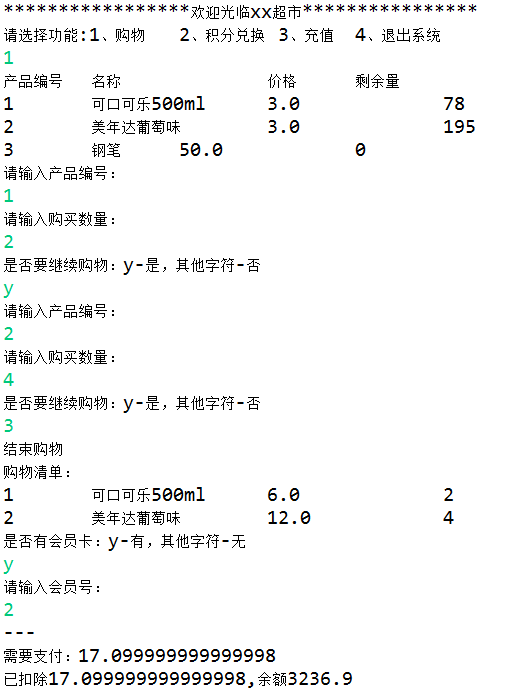 *****************欢迎光临xx超市****************
请选择功能:1、购物 2、积分兑换 3、充值 4、退出系统
1
产品编号 名称 价格 剩余量
1 可口可乐500ml 3.0 78
2 美年达葡萄味 3.0 195
3 钢笔 50.0 0
请输入产品编号:
1
请输入购买数量:
2
是否要继续购物:y-是,其他字符-否
y
请输入产品编号:
2
请输入购买数量:
4
是否要继续购物:y-是,其他字符-否
3
结束购物
购物清单:
1 可口可乐500ml 6.0 2
2 美年达葡萄味 12.0 4
是否有会员卡:y-有,其他字符-无
y
请输入会员号:
2
---
需要支付:17.099999999999998
已扣除17.099999999999998,余额3236.9